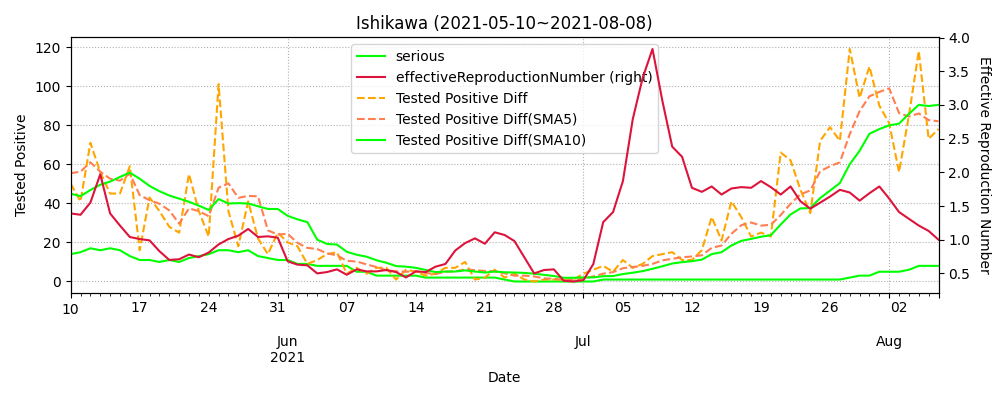 Ishikawa (2021-05-10~2021-08-08)
serious
effectiveReproductionNumber (right)
Tested Positive Diff
Tested Positive Diff(SMA5)
Tested Positive Diff(SMA10)
Tested Positive
120
100
80
60
40
20
0
4.0
3.5
3.0
2.5
2.0
1.5
1.0
0.5
Effective Reproduction Number
10 17 24 31 07 14 21 28 05 12 19 26 02
Jun Jul Aug
2021
Date